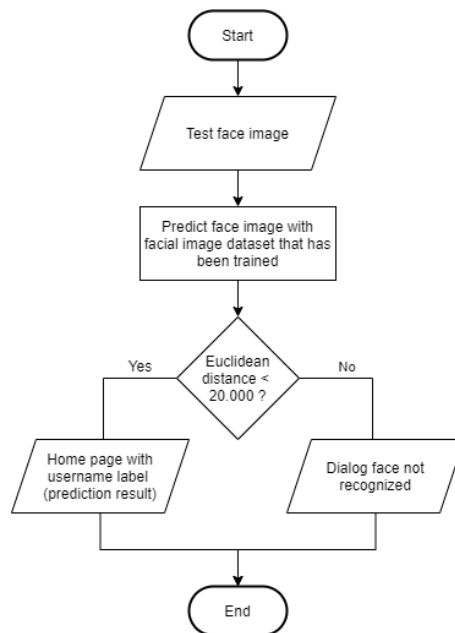 Start
Test face image
Predict face image with
facial image dataset that has
been trained
Euclidean
distance <
20.000 ?
Yes
No
Home page with
username label
(prediction result)
Dialog face not
recognized
End